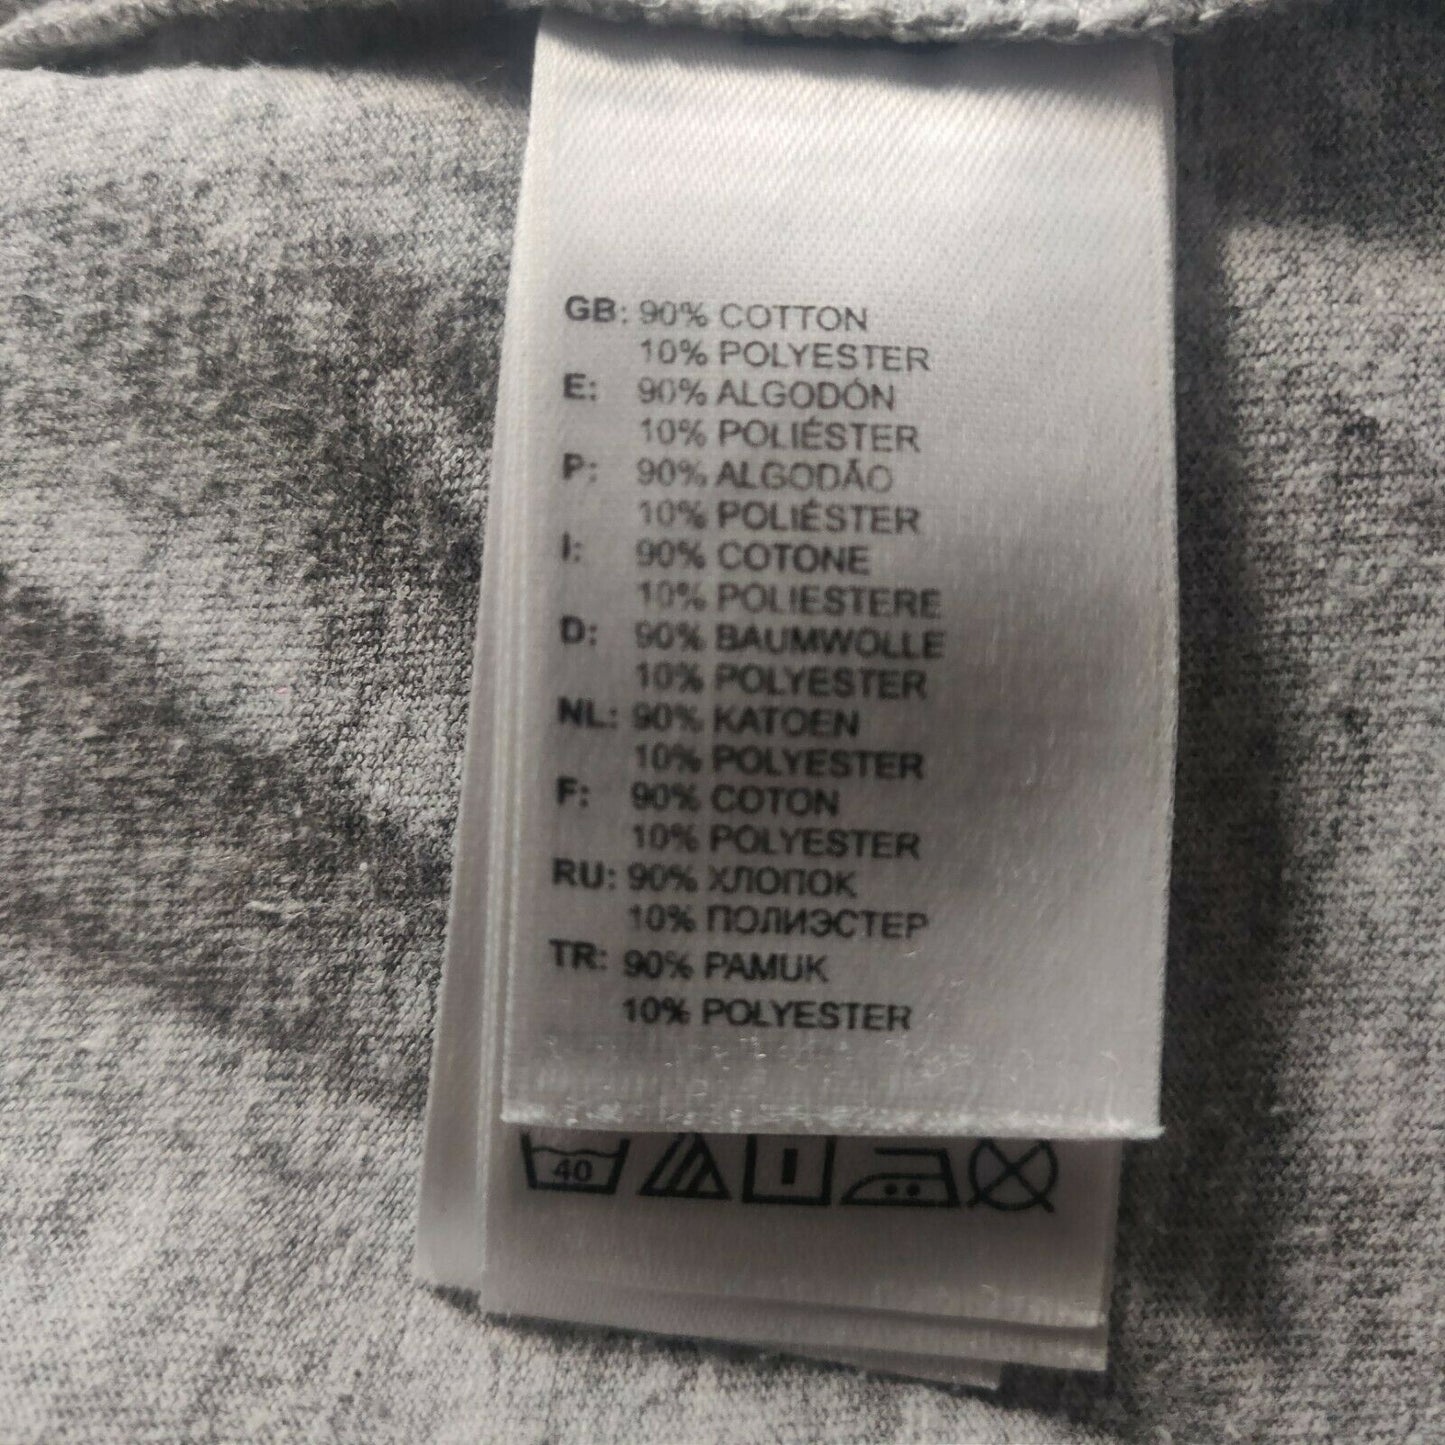 GB: 90% COTTON
10% POLYESTER
E: 90% ALGODÓN
10% POLIÉSTER
P: 90% ALGODÃO
10% POLIÉSTER
I: 90% COTONE
10% POLIESTERE
D: 90% BAUMWOLLE
10% POLYESTER
NL: 90% KATOEN
10% POLYESTER
F: 90% COTON
10% POLYESTER
RU: 90% ХЛОПОК
10% ПОЛИЭСТЕР
TR: 90% PAMUK
10% POLYESTER
40